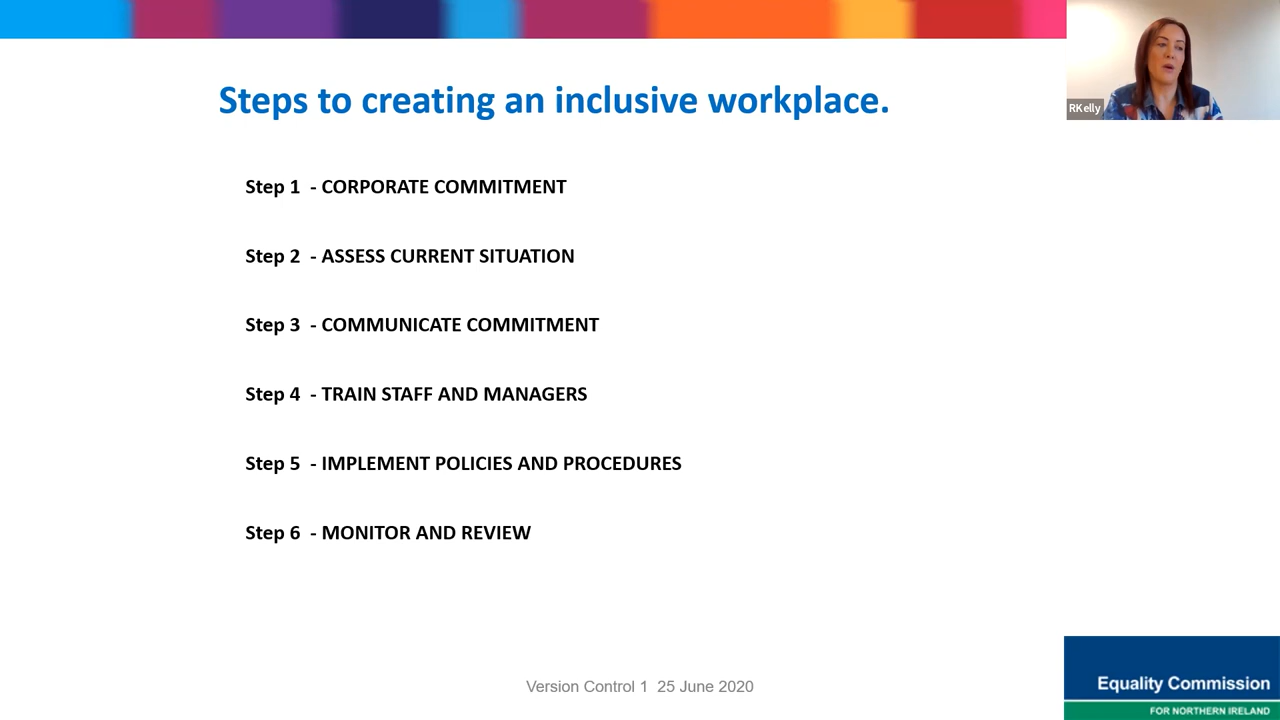 Steps to creating an inclusive workplace.
RKelly
Step 1 - CORPORATE COMMITMENT
Step 2 - ASSESS CURRENT SITUATION
Step 3 - COMMUNICATE COMMITMENT
Step 4 - TRAIN STAFF AND MANAGERS
Step 5 - IMPLEMENT POLICIES AND PROCEDURES
Step 6 - MONITOR AND REVIEW
Version Control 1 25 June 2020
Equality Commission
FOR NORTHERN IRELAND